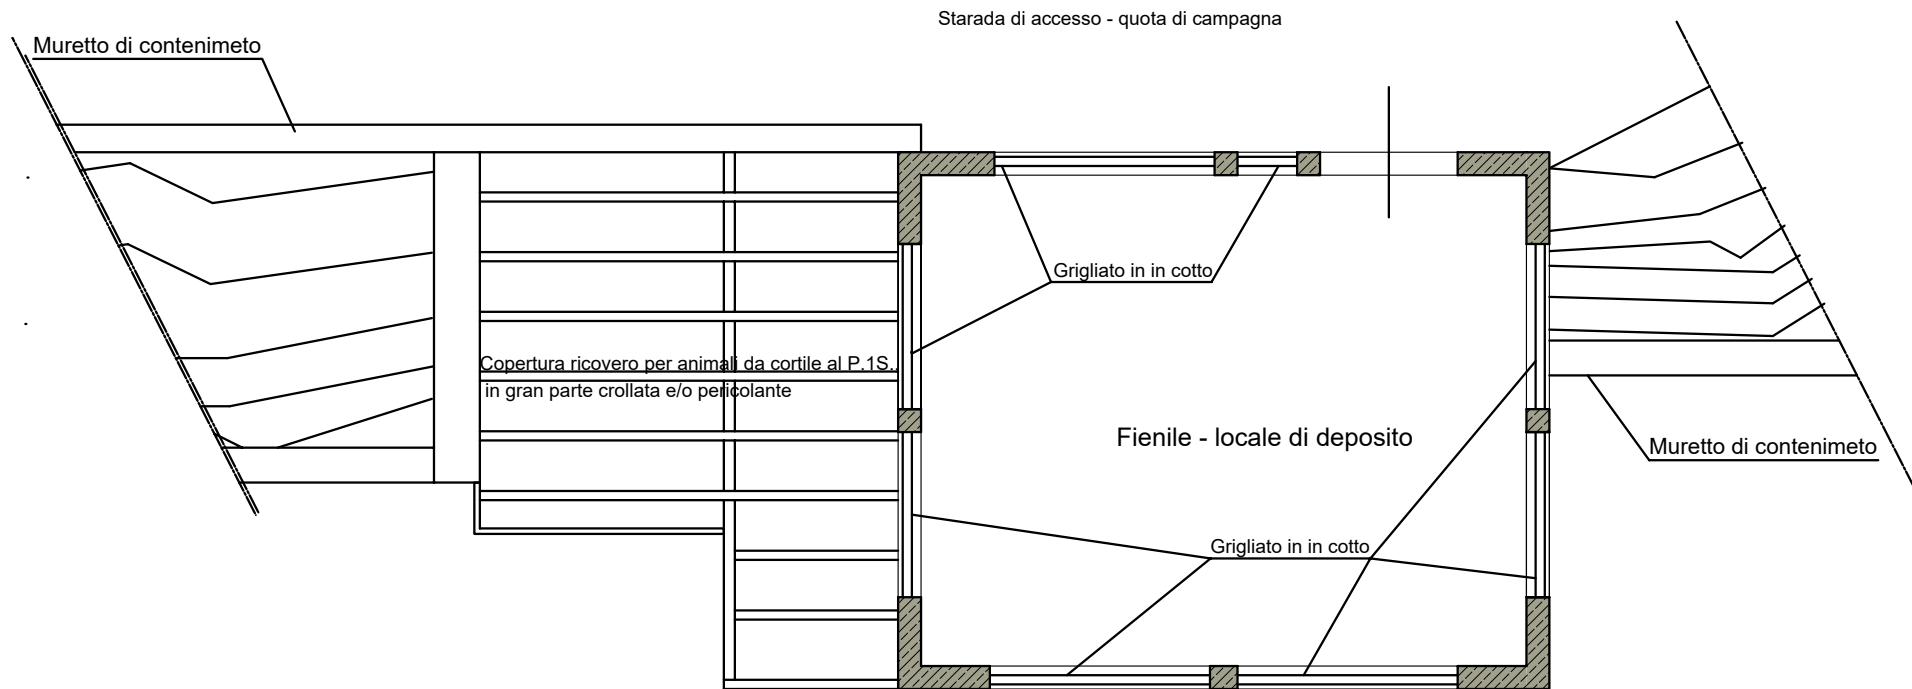 Starada di accesso - quota di campagna
Muretto di contenimeto
Grigliato in in cotto
Copertura ricovero per animali da cortile al P.1S.
in gran parte crollata e/o pericolante
Fienile - locale di deposito
Muretto di contenimeto
Grigliato in in cotto